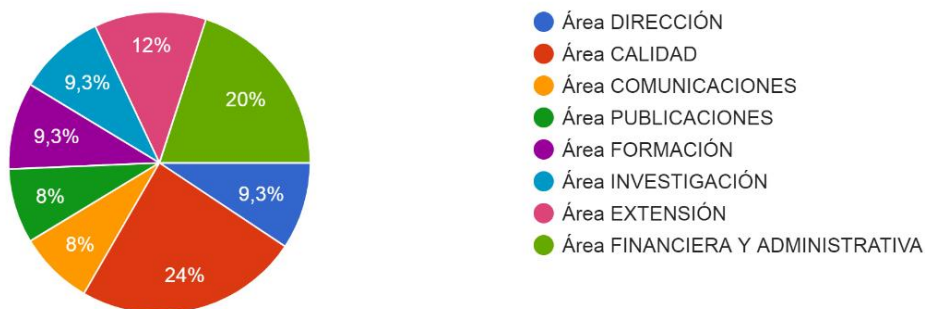 12%
20%
9,3%
9,3%
8%
8%
24%
9,3%
Área DIRECCIÓN
Área CALIDAD
Área COMUNICACIONES
Área PUBLICACIONES
Área FORMACIÓN
Área INVESTIGACIÓN
Área EXTENSIÓN
Área FINANCIERA Y ADMINISTRATIVA